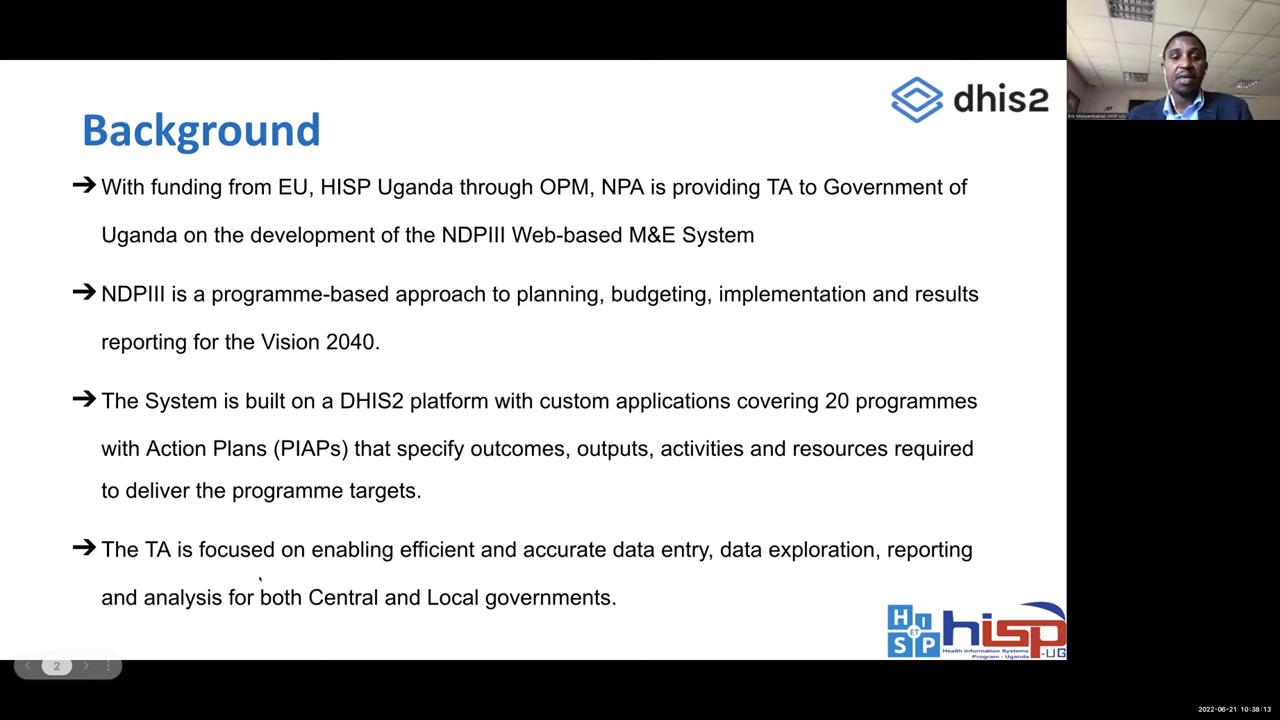 dhis2
Background
➔ With funding from EU, HISP Uganda through OPM, NPA is providing TA to Government of
Uganda on the development of the NDPIII Web-based M&E System
➔ NDPIII is a programme-based approach to planning, budgeting, implementation and results
reporting for the Vision 2040.
➔ The System is built on a DHIS2 platform with custom applications covering 20 programmes
with Action Plans (PIAPs) that specify outcomes, outputs, activities and resources required
to deliver the programme targets.
➔ The TA is focused on enabling efficient and accurate data entry, data exploration, reporting
and analysis for both Central and Local governments.
HI
ET
SP
hisp
Health Information Systems
Program - Uganda
-UG
2
2022-06-21 10:38:13